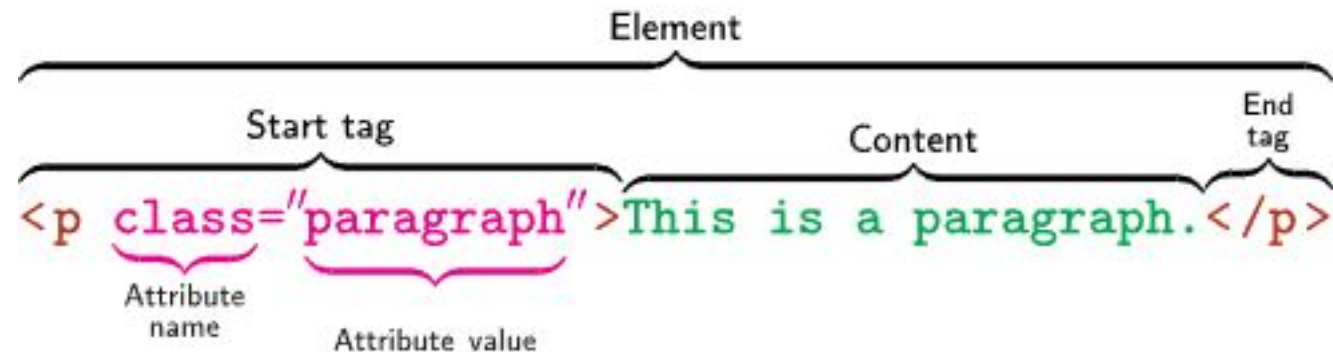 Element
Start tag
Content
End
tag
<p class="paragraph">This is a paragraph.</p>
Attribute
name
Attribute value